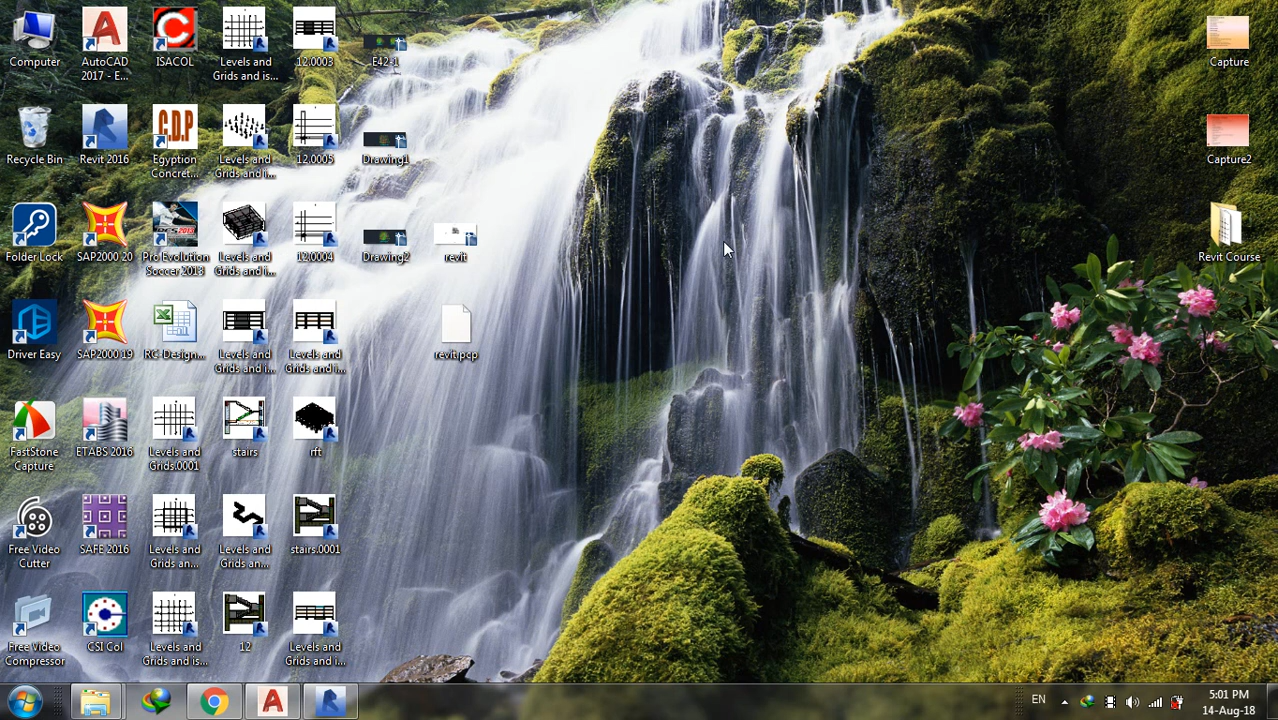 Computer
AutoCAD
2017 - E...
ISACOL
Levels and
Grids and is...
12.0003
E42-1
Capture
Recycle Bin
Revit 2016
C.D.P
Egyption
Concret...
Levels and
Grids and i...
12.0005
Drawing1
Capture2
Folder Lock
SAP2000 20
Pro Evolution
Soccer 2013
Levels and
Grids and i...
12.0004
Drawing2
revit
Revit Course
Driver Easy
SAP2000 19
RC-Design...
Levels and
Grids and i...
Levels and
Grids and i...
revit.pcp
FastStone
Capture
ETABS 2016
Levels and
Grids.0001
stairs
rft
Free Video
Cutter
SAFE 2016
Levels and
Grids an...
Levels and
Grids an...
stairs.0001
Free Video
Compressor
CSI Col
Levels and
Grids and is...
12
Levels and
Grids and i...
EN
5:01 PM
14-Aug-18